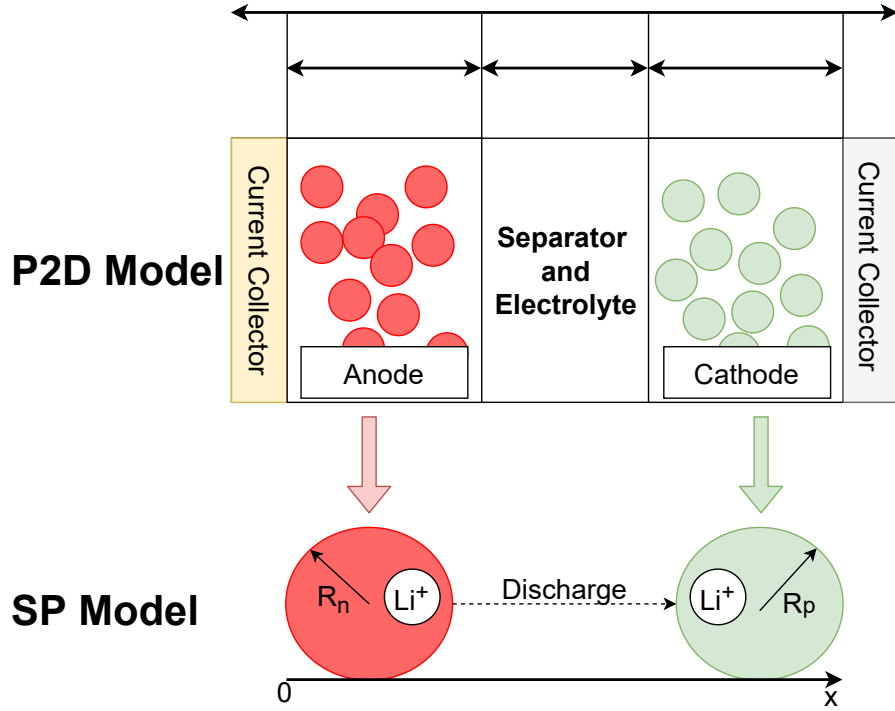 P2D Model
Current Collector
Anode
Separator
and
Electrolyte
Cathode
Current Collector
SP Model
Rn
Li+
Discharge
Li+
Rp
0
x